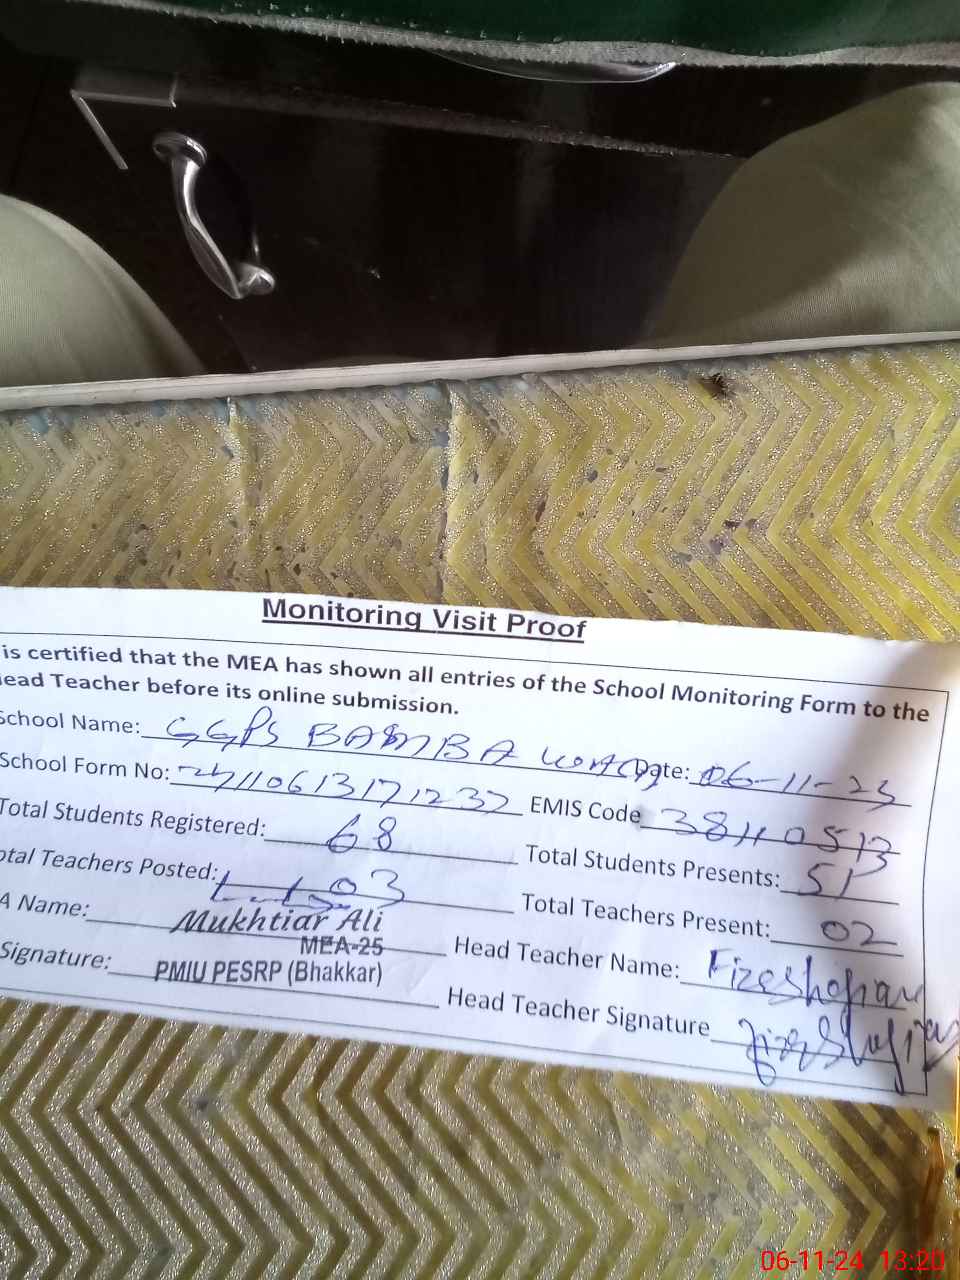 Monitoring Visit Proof
is certified that the MEA has shown all entries of the School Monitoring Form to the
ead Teacher before its online submission.
School Name: GGPS BAMBA Date: 06-11-23
School Form No: EMIS Code 38110513
Total Students Registered: 68 Total Students Presents: 51
otal Teachers Posted: 03 Total Teachers Present: 02
A Name: Mukhtiar Ali Head Teacher Name:
MEA-25
Signature: PMIU PESRP (Bhakkar) Head Teacher Signature
06-11-24 13:20